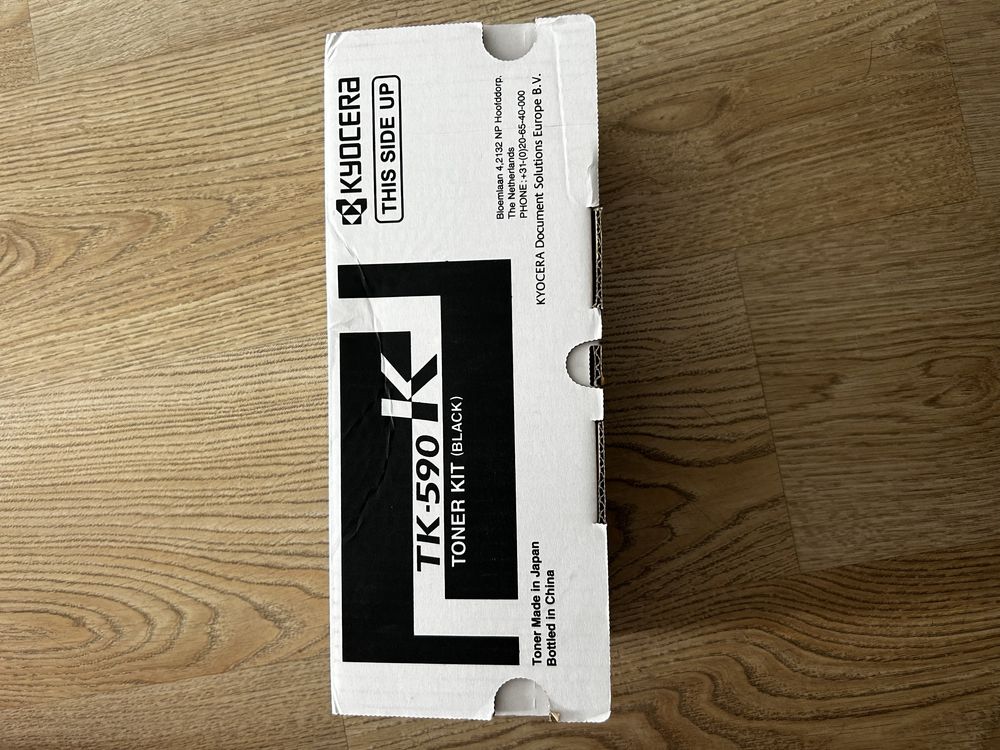 KYOCERA
THIS SIDE UP
TK-590 K
TONER KIT (BLACK)
Bloemlaan 4,2132 NP Hoofddorp.
The Netherlands
PHONE:+31-(0)20-65-40-000
KYOCERA Document Solutions Europe B.V.
Toner Made in Japan
Bottled in China